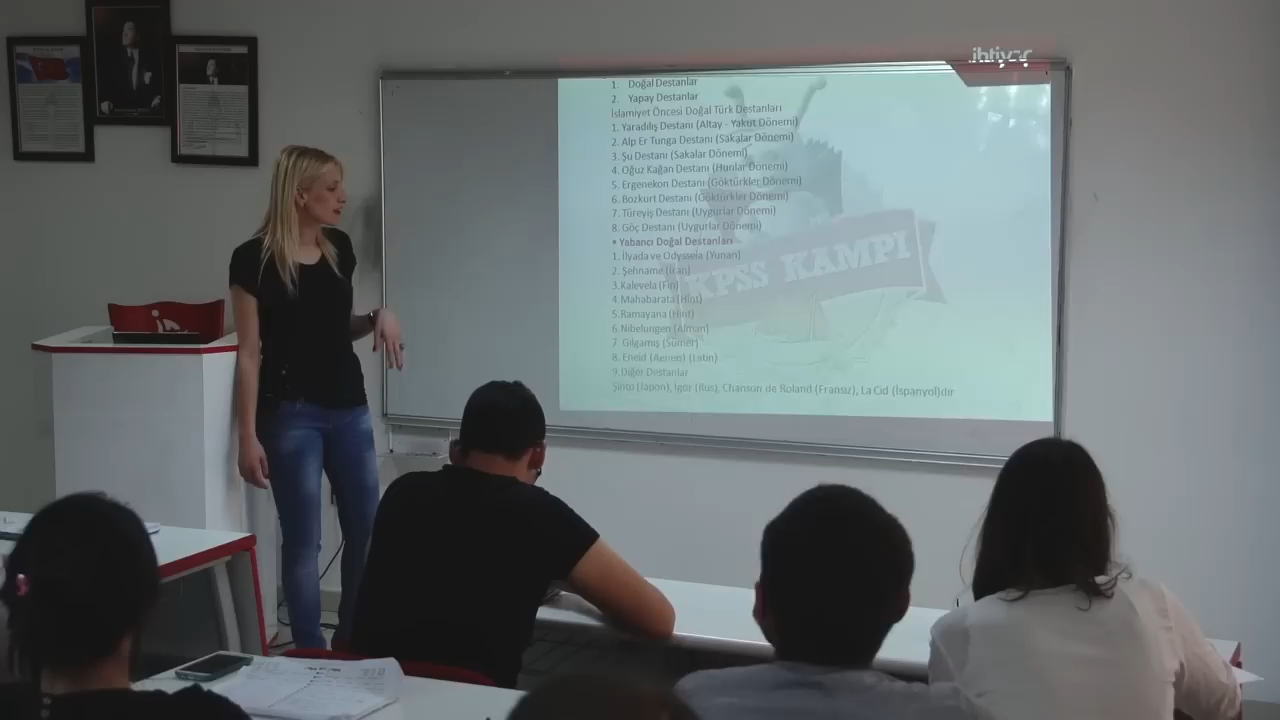 ihtiyaç
1. Doğal Destanlar
2. Yapay Destanlar
İslamiyet Öncesi Doğal Türk Destanları
1. Yaradılış Destanı (Altay - Yakut Dönemi)
2. Alp Er Tunga Destanı (Sakalar Dönemi)
3. Şu Destanı (Sakalar Dönemi)
4. Oğuz Kağan Destanı (Hunlar Dönemi)
5. Ergenekon Destanı (Göktürkler Dönemi)
6. Bozkurt Destanı (Göktürkler Dönemi)
7. Türeyiş Destanı (Uygurlar Dönemi)
8. Göç Destanı (Uygurlar Dönemi)
• Yabancı Doğal Destanları
1. İlyada ve Odysseia (Yunan)
2. Şehname (İran)
3.Kalevela (Fin)
4.Mahabarata (Hint)
5.Ramayana (Hint)
6.Nibelungen (Alman)
7. Gılgamış (Sümer)
8. Eneid (Aenen) (Latin)
9.Diğer Destanlar
Şinto (Japon), İgor (Rus), Chanson de Roland (Fransız), La Cid (İspanyol)dır
KPSS KAMPI